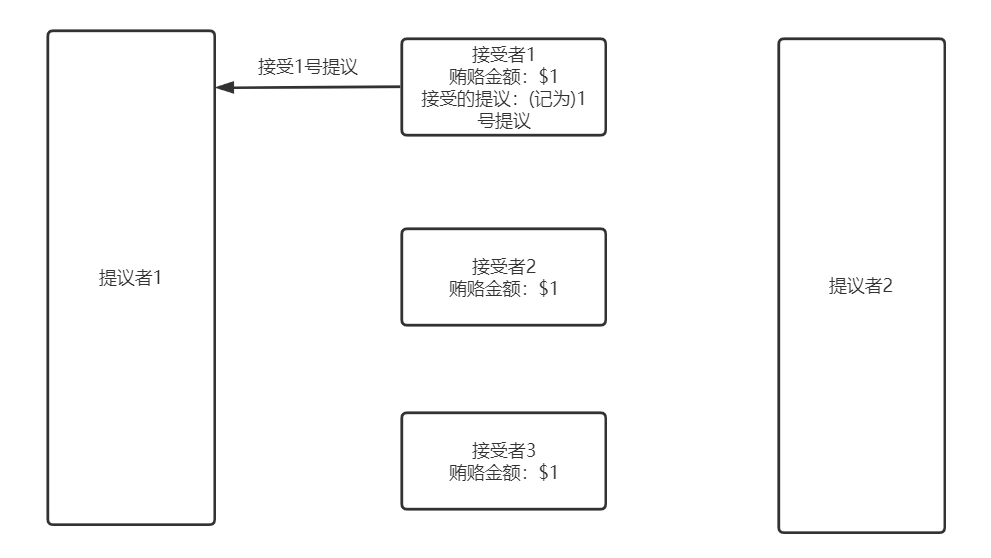 接受1号提议
接受者1
贿赂金额：$1
接受的提议：(记为)1
号提议
提议者1
接受者2
贿赂金额：$1
提议者2
接受者3
贿赂金额：$1